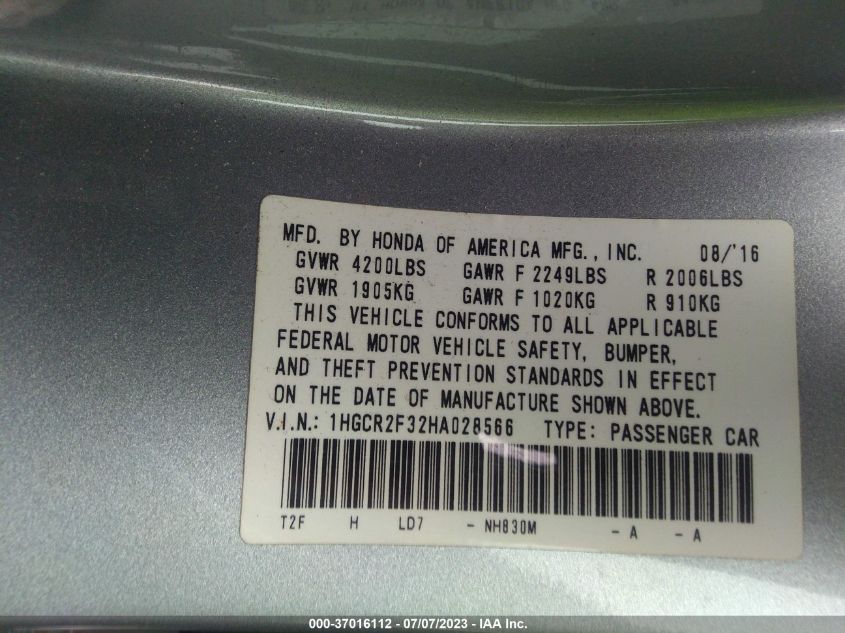 MFD. BY HONDA OF AMERICA MFG., INC. 08/'16
GVWR 4200LBS GAWR F 2249LBS R 2006LBS
GVWR 1905KG GAWR F 1020KG R 910KG
THIS VEHICLE CONFORMS TO ALL APPLICABLE
FEDERAL MOTOR VEHICLE SAFETY, BUMPER,
AND THEFT PREVENTION STANDARDS IN EFFECT
ON THE DATE OF MANUFACTURE SHOWN ABOVE.
V.I.N.: 1HGCR2F32HA028566 TYPE: PASSENGER CAR
T2F H LD7 - NH830M - A - A
000-37016112 - 07/07/2023 - IAA Inc.